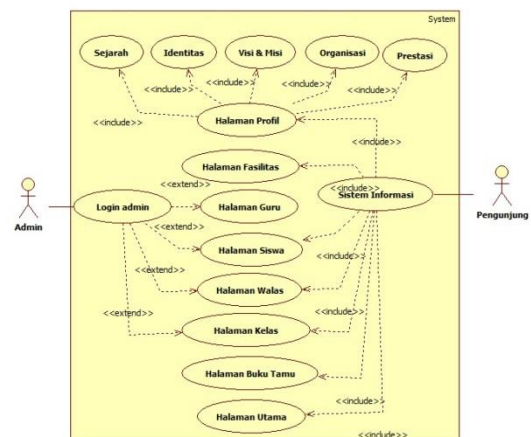 System
Sejarah
Identitas
Visi & Misi
Organisasi
Prestasi
<<include>>
<<include>>
<<include>>
<<include>>
<<include>>
Halaman Profil
<<include>>
Halaman Fasilitas
<<extend>>
<<include>>
Login admin
Halaman Guru
Sistem Informasi
Admin
Pengunjung
<<extend>>
Halaman Siswa
<<include>>
<<extend>>
Halaman Walas
<<extend>>
<<include>>
Halaman Kelas
Halaman Buku Tamu
<<include>>
Halaman Utama
<<include>>